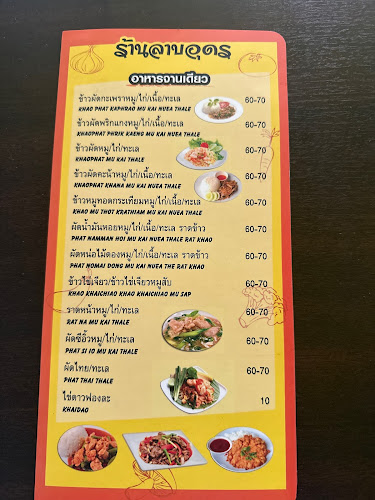 ร้านลาบอุดร
อาหารจานเดียว
ข้าวผัดกะเพราหมู/ไก่/เนื้อ/ทะเล 60-70
KHAO PHAT KAPHRAO MU KAI NUEA THALE
ข้าวผัดพริกแกงหมู/ไก่/เนื้อ/ทะเล 60-70
KHAOPHAT PHRIK KAENG MU KAI NUEA THALE
ข้าวผัดหมู/ไก่/ทะเล 60-70
KHAOPHAT MU KAI THALE
ข้าวผัดคะน้าหมู/ไก่/เนื้อ/ทะเล 60-70
KHAOPHAT KHANA MU KAI NUEA THALE
ข้าวหมูทอดกระเทียมหมู/ไก่/เนื้อ/ทะเล 60-70
KHAO MU THOT KRATHIAM MU KAI NUEA THALE
ผัดน้ำมันหอยหมู/ไก่/เนื้อ/ทะเล ราดข้าว 60-70
PHAT NAMMAN HOI MU KAI NUEA THALE RAT KHAO
ผัดหน่อไม้ดองหมู/ไก่/เนื้อ/ทะเล ราดข้าว 60-70
PHAT NOMAI DONG MU KAI NUEA THE RAT KHAO
ข้าวไข่เจียว/ข้าวไข่เจียวหมูสับ 60-70
KHAO KHAICHIAO KHAO KHAICHIAO MU SAP
ราดหน้าหมู/ไก่/ทะเล 60-70
RAT NA MU KAI THALE
ผัดซีอิ้วหมู/ไก่/ทะเล 60-70
PHAT SI IO MU KAI THALE
ผัดไทย/ทะเล 60-70
PHAT THAI THALE
ไข่ดาวฟองละ 10
KHAIDAO